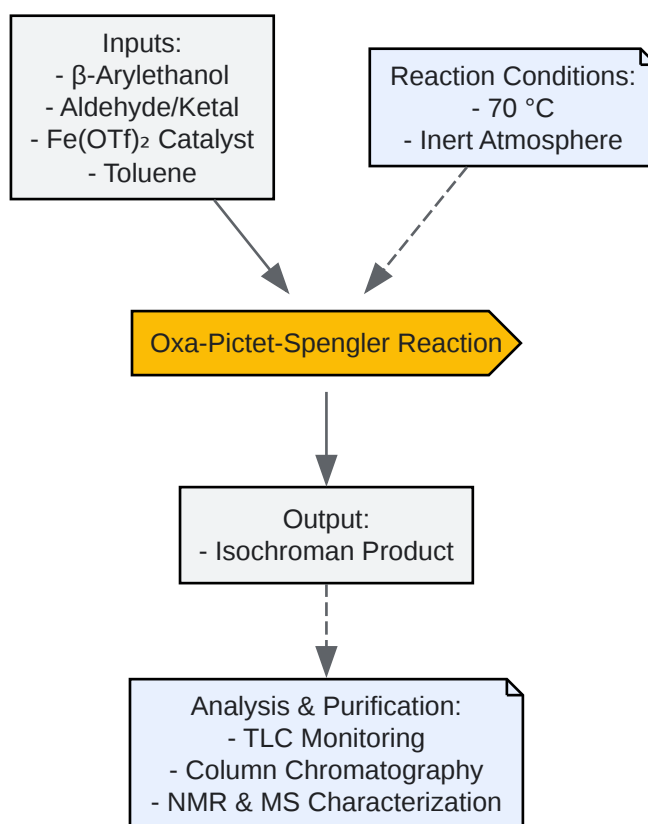 Inputs:
- β-Arylethanol
- Aldehyde/Ketal
- Fe(OTf)₂ Catalyst
- Toluene
Reaction Conditions:
- 70 °C
- Inert Atmosphere
Oxa-Pictet-Spengler Reaction
Output:
- Isochroman Product
Analysis & Purification:
- TLC Monitoring
- Column Chromatography
- NMR & MS Characterization